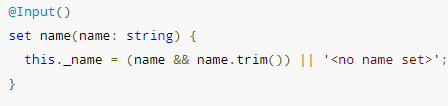 @Input()
set name(name: string) {
  this._name = (name && name.trim()) || '<no name set>';
}